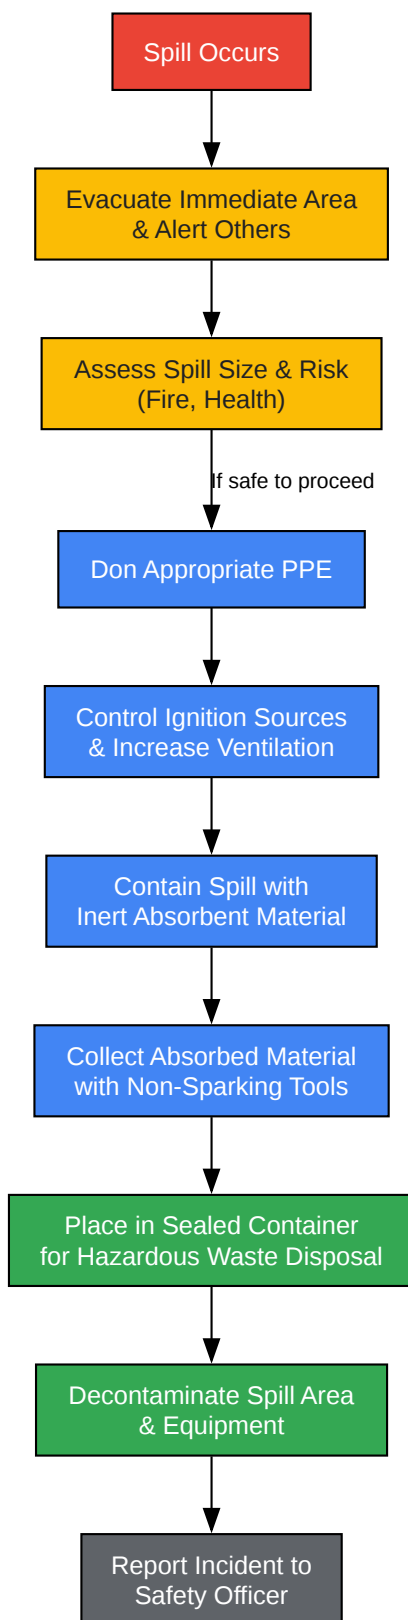 Spill Occurs
Evacuate Immediate Area
& Alert Others
Assess Spill Size & Risk
(Fire, Health)
If safe to proceed
Don Appropriate PPE
Control Ignition Sources
& Increase Ventilation
Contain Spill with
Inert Absorbent Material
Collect Absorbed Material
with Non-Sparking Tools
Place in Sealed Container
for Hazardous Waste Disposal
Decontaminate Spill Area
& Equipment
Report Incident to
Safety Officer